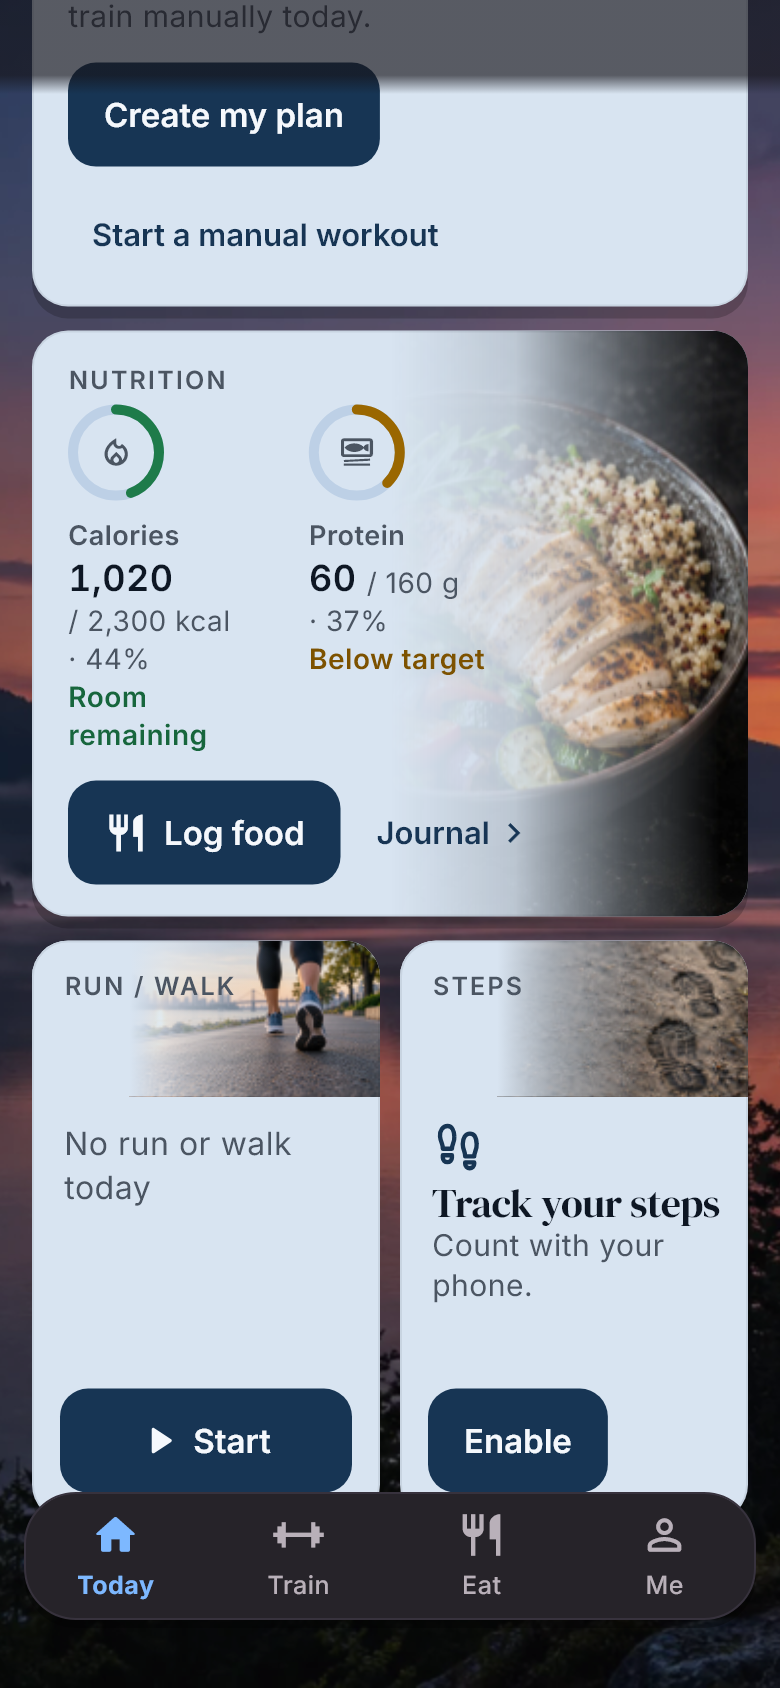 train manually today.
Create my plan
Start a manual workout
NUTRITION
Calories
1,020
/ 2,300 kcal
· 44%
Room
remaining
Protein
60 / 160 g
· 37%
Below target
Log food
Journal
RUN / WALK
No run or walk
today
Start
STEPS
Track your steps
Count with your
phone.
Enable
Today
Train
Eat
Me